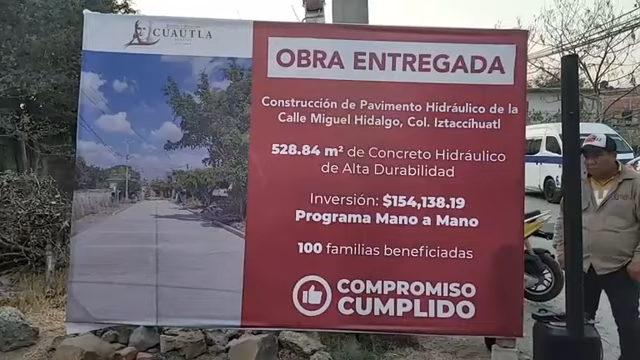 CUAUTLA
OBRA ENTREGADA
Construcción de Pavimento Hidráulico de la
Calle Miguel Hidalgo, Col. Iztaccíhuatl
528.84 m² de Concreto Hidráulico
de Alta Durabilidad
Inversión: $154,138.19
Programa Mano a Mano
100 familias beneficiadas
COMPROMISO
CUMPLIDO